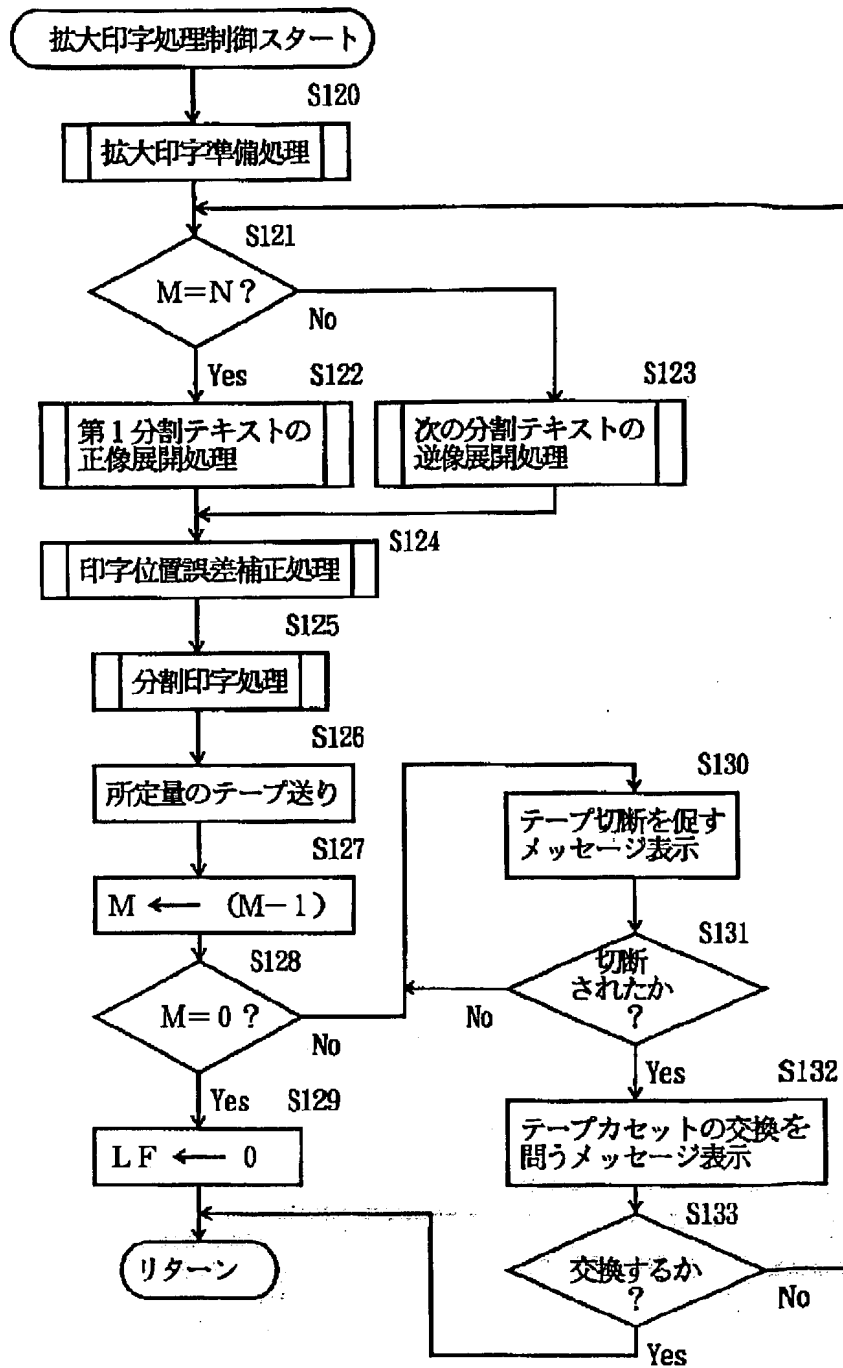 拡大印字処理制御スタート
S120
拡大印字準備処理
S121
M=N?
No
Yes
S122
第1分割テキストの
正像展開処理
S123
次の分割テキストの
逆像展開処理
S124
印字位置誤差補正処理
S125
分割印字処理
S126
所定量のテープ送り
S127
M ← (M-1)
S128
M=0?
No
Yes
S129
LF ← 0
リターン
S130
テープ切断を促す
メッセージ表示
S131
切断
されたか
?
No
Yes
S132
テープカセットの交換を
問うメッセージ表示
S133
交換するか
?
No
Yes